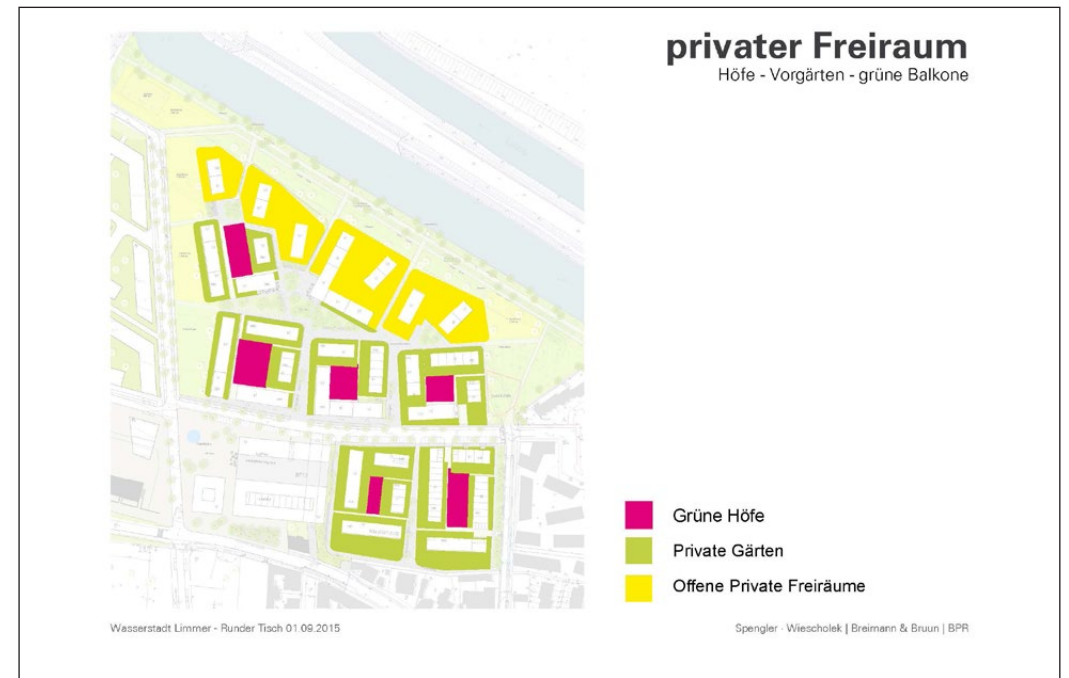 privater Freiraum
Höfe - Vorgärten - grüne Balkone
Grüne Höfe
Private Gärten
Offene Private Freiräume
Wasserstadt Limmer - Runder Tisch 01.09.2015
Spengler · Wiescholek | Breimann & Bruun | BPR